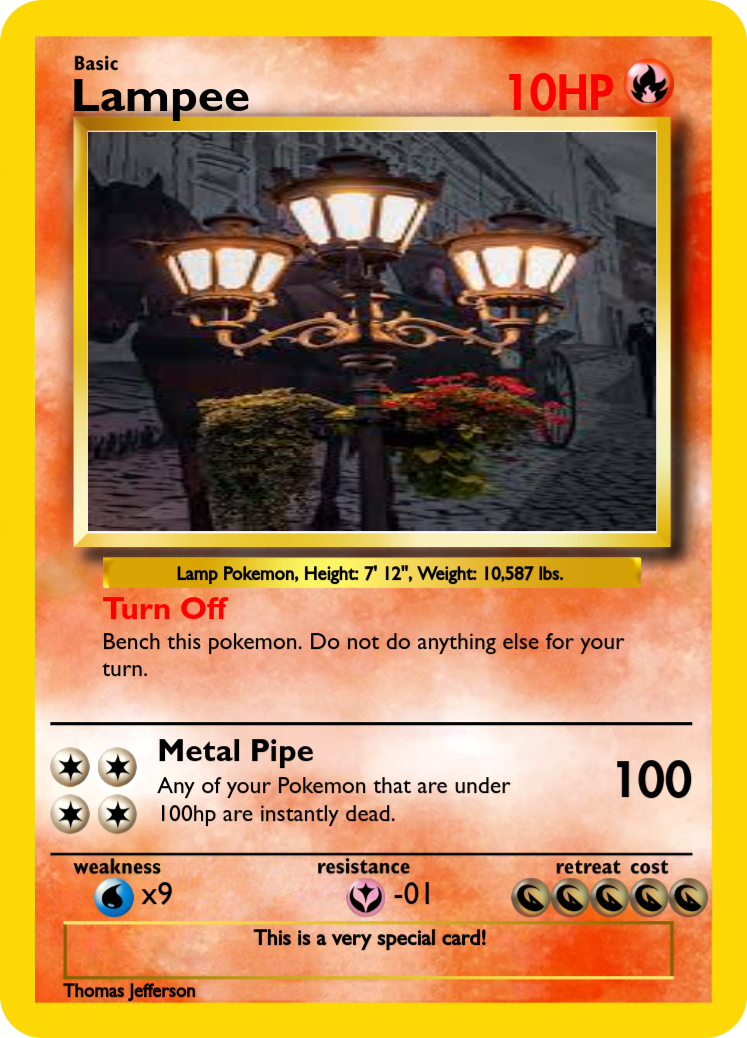 Basic
Lampee
10HP
Lamp Pokemon, Height: 7' 12", Weight: 10,587 lbs.
Turn Off
Bench this pokemon. Do not do anything else for your
turn.
Metal Pipe
Any of your Pokemon that are under
100hp are instantly dead.
100
weakness
x9
resistance
-01
retreat cost
This is a very special card!
Thomas Jefferson